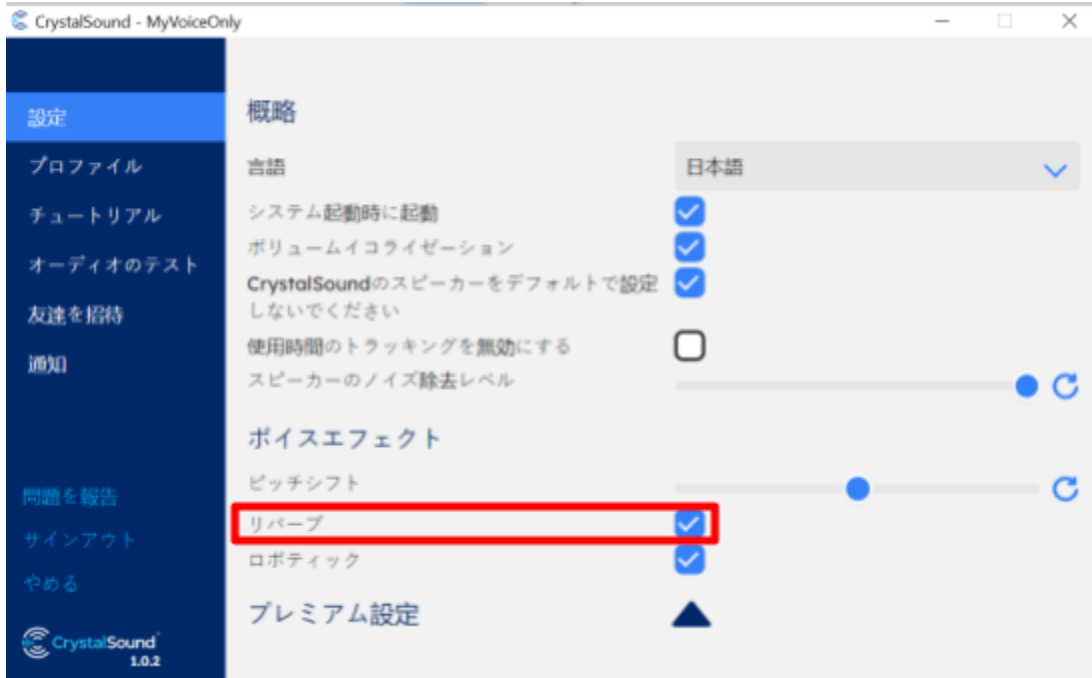 CrystalSound - MyVoiceOnly
設定
プロファイル
チュートリアル
オーディオのテスト
友達を招待
通知
問題を報告
サインアウト
やめる
CrystalSound
1.0.2
概略
言語
日本語
システム起動時に起動
ボリュームイコライゼーション
CrystalSoundのスピーカーをデフォルトで設定
しないでください
使用時間のトラッキングを無効にする
スピーカーのノイズ除去レベル
ボイスエフェクト
ピッチシフト
リバーブ
ロボティック
プレミアム設定